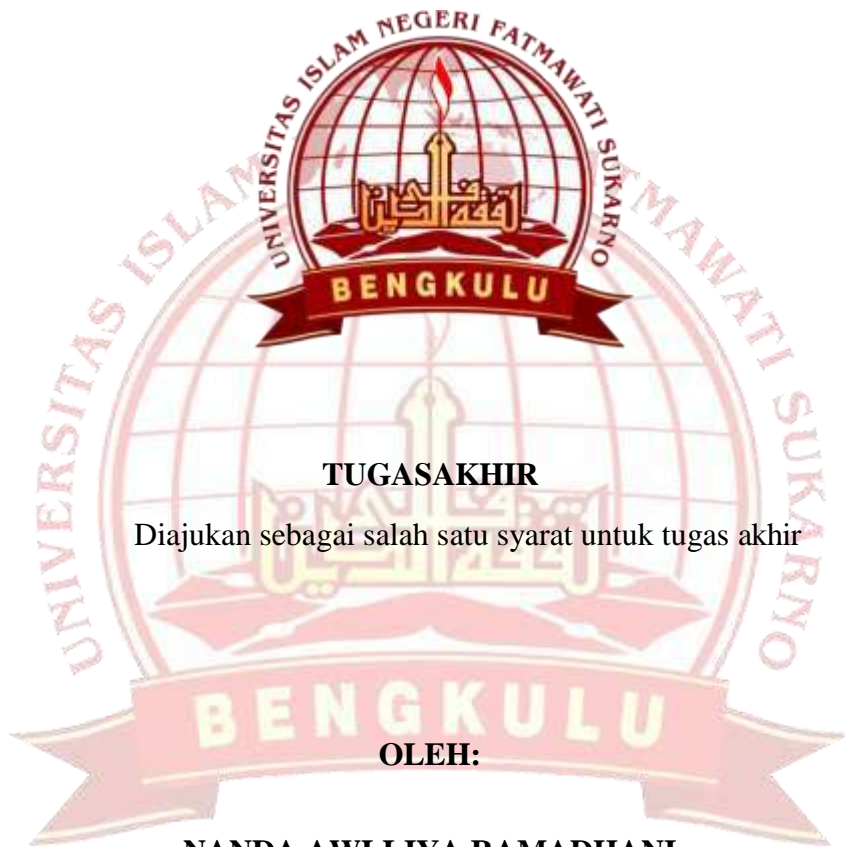 UNIVERSITAS ISLAM NEGERI FATMAWATI SUKARNO
BENGKULU
TUGASAKHIR
Diajukan sebagai salah satu syarat untuk tugas akhir
OLEH: